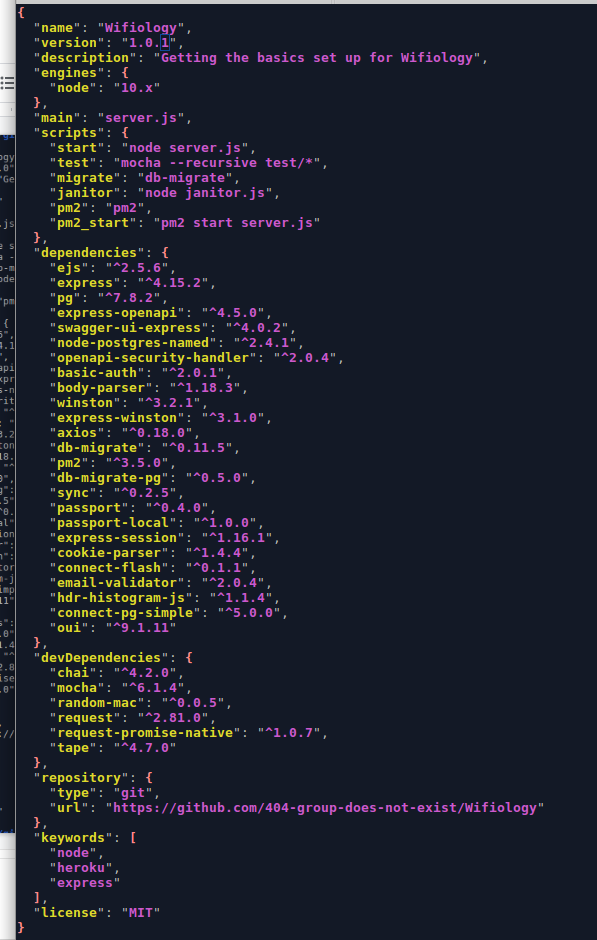 {
  "name": "Wifiology",
  "version": "1.0.1",
  "description": "Getting the basics set up for Wifiology",
  "engines": {
    "node": "10.x"
  },
  "main": "server.js",
  "scripts": {
    "start": "node server.js",
    "test": "mocha --recursive test/*",
    "migrate": "db-migrate",
    "janitor": "node janitor.js",
    "pm2": "pm2",
    "pm2_start": "pm2 start server.js"
  },
  "dependencies": {
    "ejs": "^2.5.6",
    "express": "^4.15.2",
    "pg": "^7.8.2",
    "express-openapi": "^4.5.0",
    "swagger-ui-express": "^4.0.2",
    "node-postgres-named": "^2.4.1",
    "openapi-security-handler": "^2.0.4",
    "basic-auth": "^2.0.1",
    "body-parser": "^1.18.3",
    "winston": "^3.2.1",
    "express-winston": "^3.1.0",
    "axios": "^0.18.0",
    "db-migrate": "^0.11.5",
    "pm2": "^3.5.0",
    "db-migrate-pg": "^0.5.0",
    "sync": "^0.2.5",
    "passport": "^0.4.0",
    "passport-local": "^1.0.0",
    "express-session": "^1.16.1",
    "cookie-parser": "^1.4.4",
    "connect-flash": "^0.1.1",
    "email-validator": "^2.0.4",
    "hdr-histogram-js": "^1.1.4",
    "connect-pg-simple": "^5.0.0",
    "oui": "^9.1.11"
  },
  "devDependencies": {
    "chai": "^4.2.0",
    "mocha": "^6.1.4",
    "random-mac": "^0.0.5",
    "request": "^2.81.0",
    "request-promise-native": "^1.0.7",
    "tape": "^4.7.0"
  },
  "repository": {
    "type": "git",
    "url": "https://github.com/404-group-does-not-exist/Wifiology"
  },
  "keywords": [
    "node",
    "heroku",
    "express"
  ],
  "license": "MIT"
}